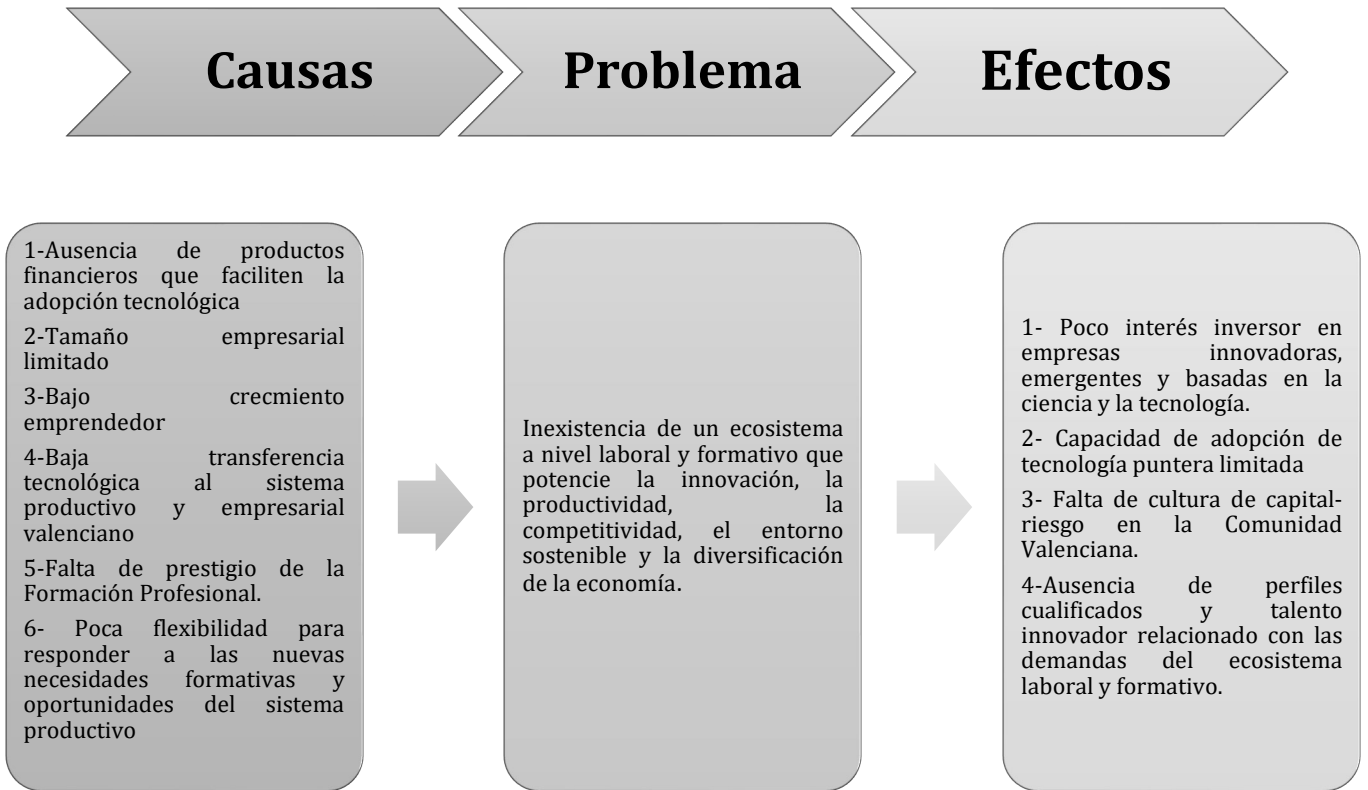 Causas
Problema
Efectos
1-Ausencia de productos
financieros que faciliten la
adopción tecnológica
2-Tamaño empresarial
limitado
3-Bajo crecmiento
emprendedor
4-Baja transferencia
tecnológica al sistema
productivo y empresarial
valenciano
5-Falta de prestigio de la
Formación Profesional.
6- Poca flexibilidad para
responder a las nuevas
necesidades formativas y
oportunidades del sistema
productivo
Inexistencia de un ecosistema
a nivel laboral y formativo que
potencie la innovación, la
productividad, la
competitividad, el entorno
sostenible y la diversificación
de la economía.
1- Poco interés inversor en
empresas innovadoras,
emergentes y basadas en la
ciencia y la tecnología.
2- Capacidad de adopción de
tecnología puntera limitada
3- Falta de cultura de capital-
riesgo en la Comunidad
Valenciana.
4-Ausencia de perfiles
cualificados y talento
innovador relacionado con las
demandas del ecosistema
laboral y formativo.